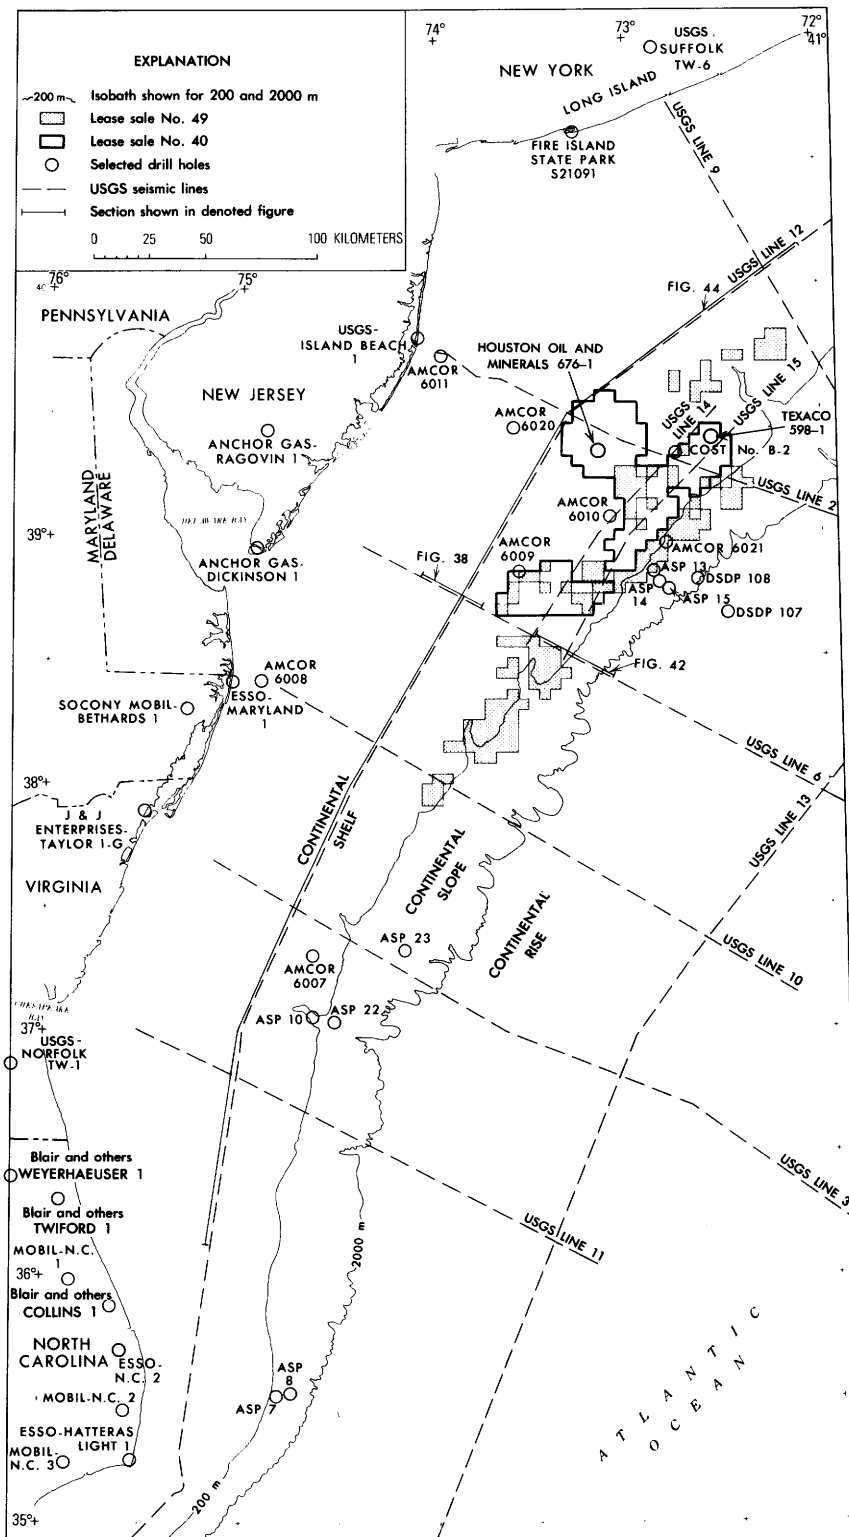 EXPLANATION
200 m
Isobath shown for 200 and 2000 m
Lease sale No. 49
Lease sale No. 40
Selected drill holes
USGS seismic lines
Section shown in denoted figure
0 25 50 100 KILOMETERS
74°
73°
72°
41°
USGS
SUFFOLK
TW-6
NEW YORK
LONG ISLAND
FIRE ISLAND
STATE PARK
S21091
USGS LINE 9
USGS LINE 12
FIG. 44
76°
75°
40
PENNSYLVANIA
USGS-
ISLAND BEACH
1
AMCOR
6011
HOUSTON OIL AND
MINERALS 676-1
NEW JERSEY
AMCOR
6020
USGS LINE 14
USGS LINE 15
TEXACO
598-1
COST No. B-2
ANCHOR GAS-
RAGOVIN 1
USGS LINE 2
MARYLAND
DELAWARE
DELAWARE BAY
AMCOR
6010
39°
ANCHOR GAS-
DICKINSON 1
AMCOR
6009
FIG. 38
AMCOR 6021
ASP 13
DSDP 108
ASP
14
ASP 15
DSDP 107
FIG. 42
AMCOR
6008
ESSO-
MARYLAND
1
SOCONY MOBIL-
BETHARDS 1
USGS LINE 6
38°
USGS LINE 13
J & J
ENTERPRISES-
TAYLOR 1-G
CONTINENTAL
SHELF
CONTINENTAL
SLOPE
CONTINENTAL
RISE
VIRGINIA
ASP 23
AMCOR
6007
USGS LINE 10
CHESAPEAKE
BAY
37°
ASP 10
ASP 22
USGS-
NORFOLK
TW-1
Blair and others
WEYERHAEUSER 1
Blair and others
TWIFORD 1
USGS LINE 3
USGS LINE 11
2000 m
MOBIL-N.C.
1
36°
Blair and others
COLLINS 1
NORTH
CAROLINA
ESSO-
N.C. 2
ASP
8
ASP 7
MOBIL-N.C. 2
ESSO-HATTERAS
LIGHT 1
MOBIL-
N.C. 3
200 m
ATLANTIC
OCEAN
35°